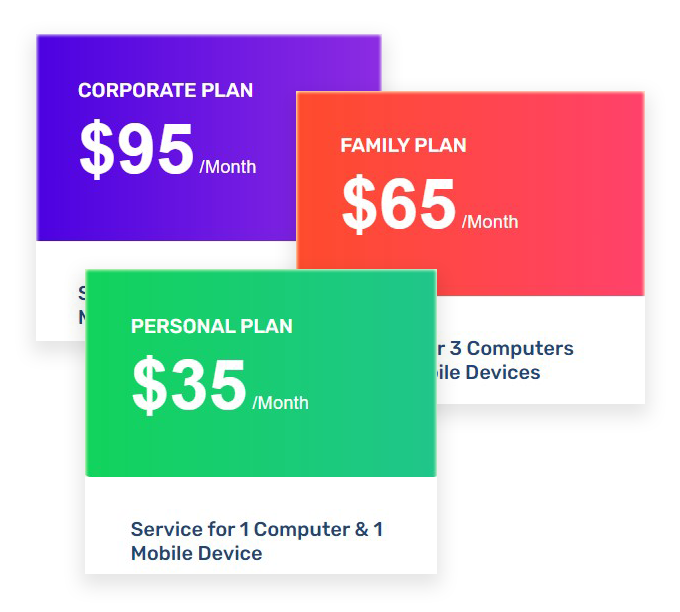 CORPORATE PLAN
$95 /Month
FAMILY PLAN
$65 /Month
3 Computers
Devices
PERSONAL PLAN
$35 /Month
Service for 1 Computer & 1
Mobile Device